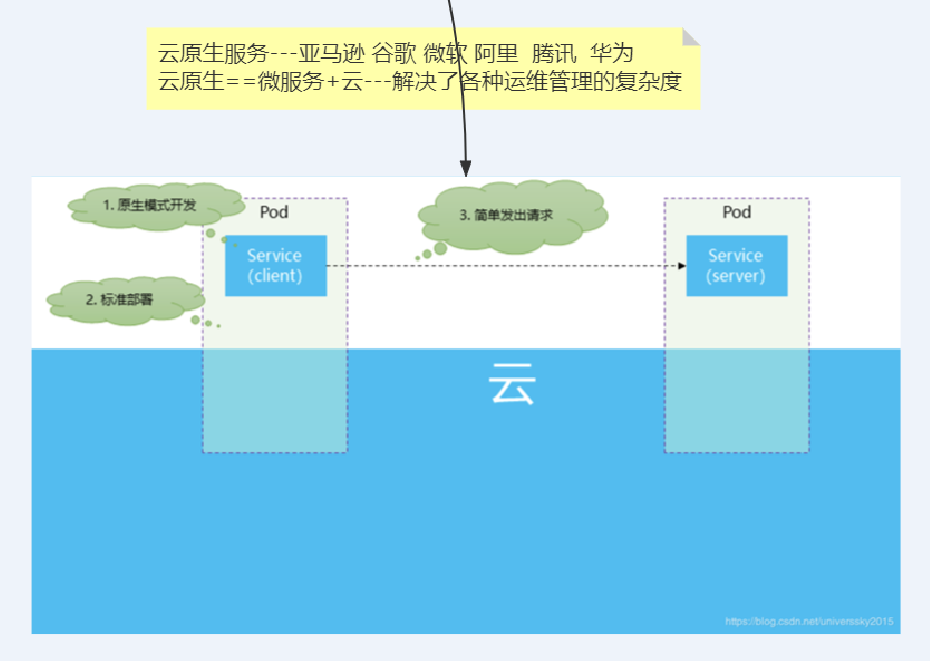 云原生服务---亚马逊 谷歌 微软 阿里 腾讯 华为
云原生==微服务+云---解决了各种运维管理的复杂度
1. 原生模式开发
Pod
3. 简单发出请求
Pod
Service
(client)
Service
(server)
2. 标准部署
云
https://blog.csdn.net/universsky2015